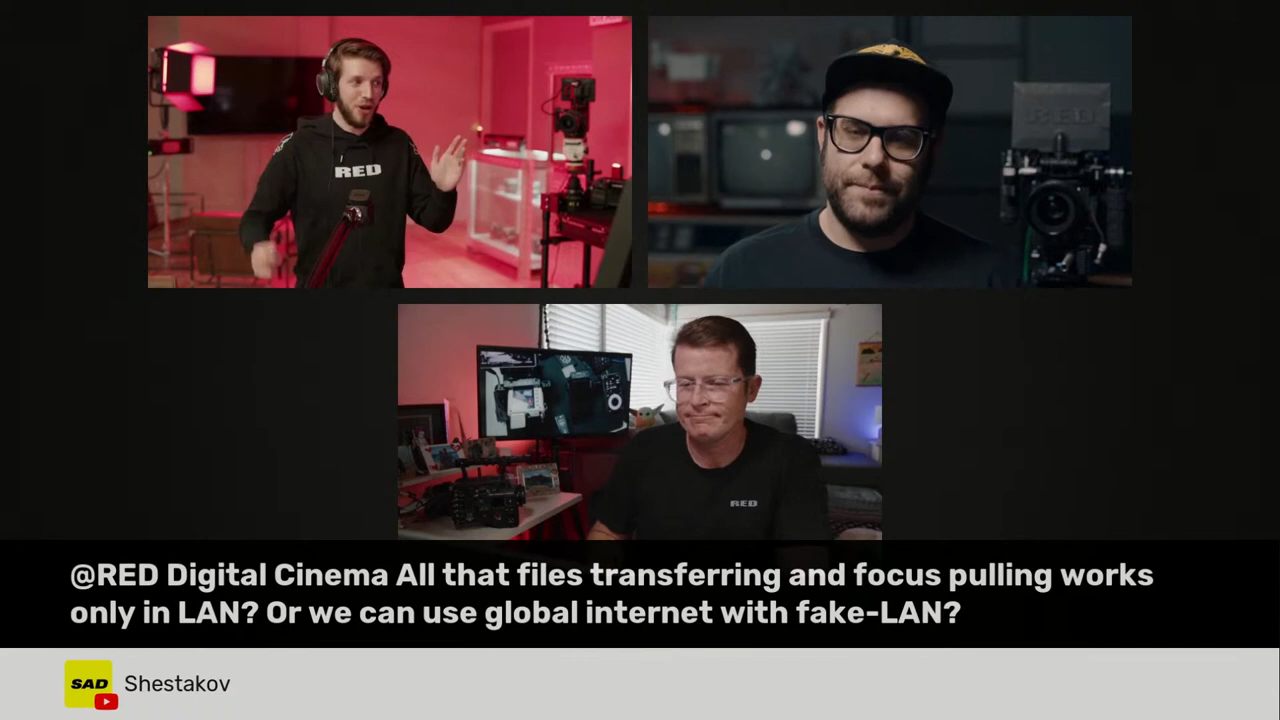 RED
RED
RED
@RED Digital Cinema All that files transferring and focus pulling works
only in LAN? Or we can use global internet with fake-LAN?
SAD
Shestakov